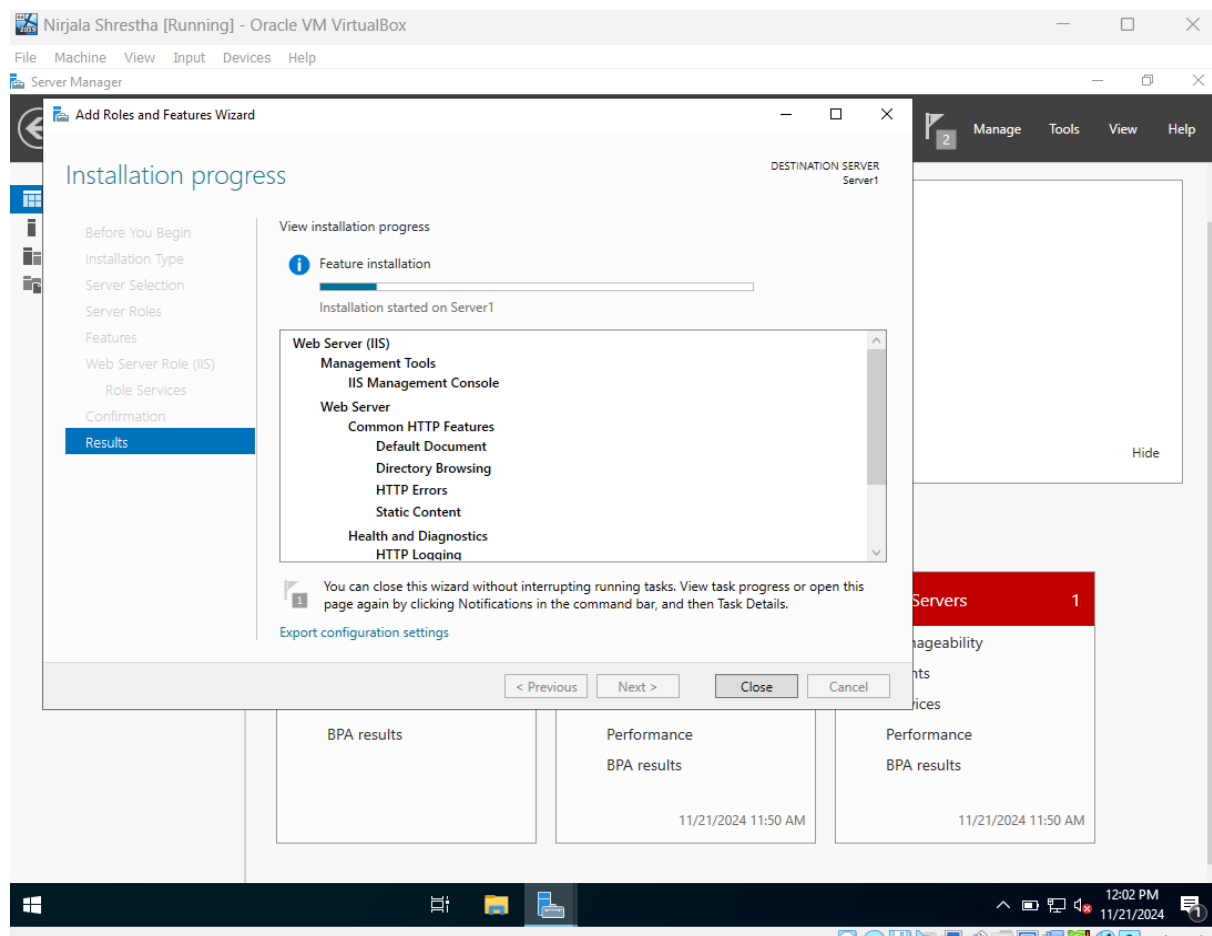 Nirjala Shrestha [Running] - Oracle VM VirtualBox
File Machine View Input Devices Help
Server Manager
Add Roles and Features Wizard
2 Manage Tools View Help
Installation progress
DESTINATION SERVER
Server1
Before You Begin
Installation Type
Server Selection
Server Roles
Features
Web Server Role (IIS)
Role Services
Confirmation
Results
View installation progress
Feature installation
Installation started on Server1
Web Server (IIS)
Management Tools
IIS Management Console
Web Server
Common HTTP Features
Default Document
Directory Browsing
HTTP Errors
Static Content
Health and Diagnostics
HTTP Logging
1 You can close this wizard without interrupting running tasks. View task progress or open this
page again by clicking Notifications in the command bar, and then Task Details.
Export configuration settings
< Previous Next > Close Cancel
Hide
Servers 1
nageability
nts
vices
BPA results
Performance
BPA results
11/21/2024 11:50 AM
Performance
BPA results
11/21/2024 11:50 AM
12:02 PM
11/21/2024
1